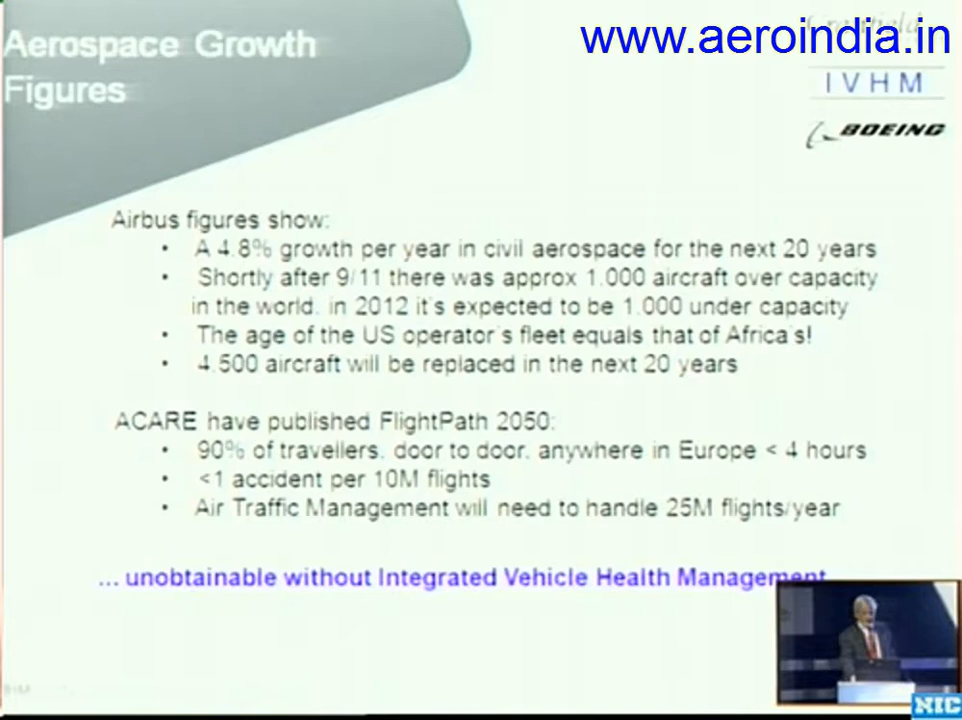 Aerospace Growth
Figures
www.aeroindia.in
Cranfield
IVHM
BOEING
Airbus figures show:
• A 4.8% growth per year in civil aerospace for the next 20 years
• Shortly after 9/11 there was approx 1.000 aircraft over capacity
in the world. in 2012 it's expected to be 1.000 under capacity
• The age of the US operator's fleet equals that of Africa's!
• 4.500 aircraft will be replaced in the next 20 years
ACARE have published FlightPath 2050:
• 90% of travellers. door to door. anywhere in Europe < 4 hours
• <1 accident per 10M flights
• Air Traffic Management will need to handle 25M flights/year
... unobtainable without Integrated Vehicle Health Management
NIC